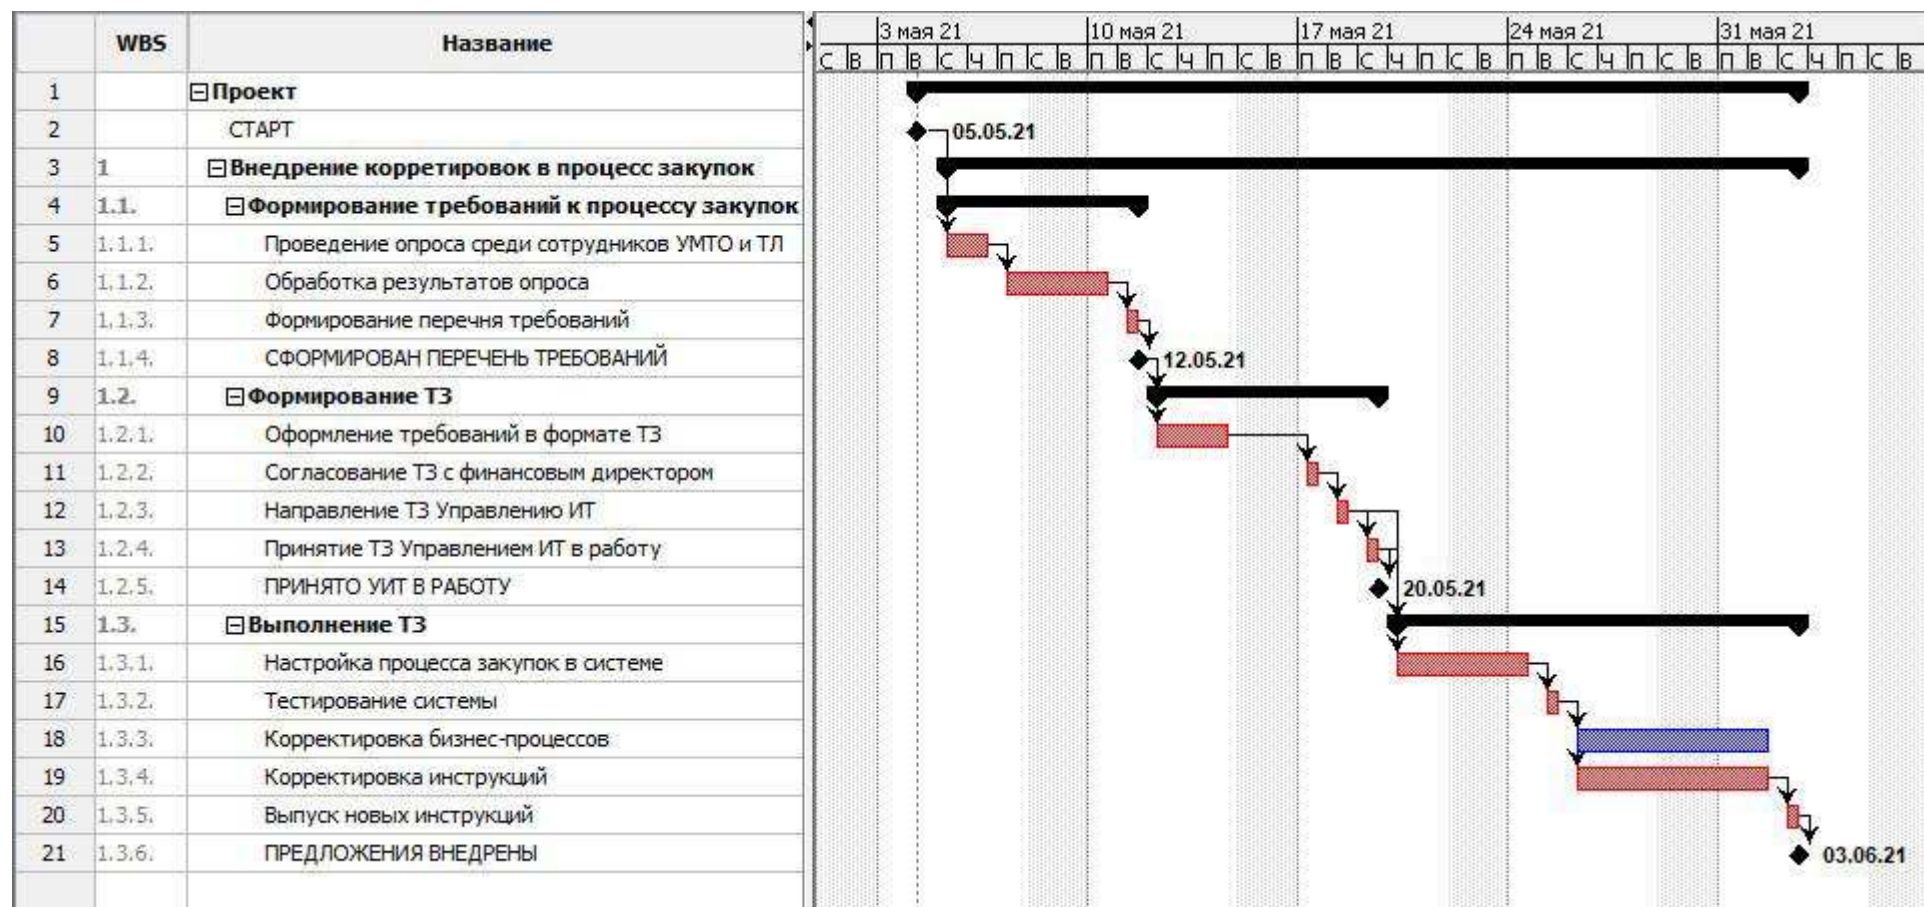 WBS Название
3 мая 21 10 мая 21 17 мая 21 24 мая 21 31 мая 21
С В П В С Ч П С В П В С Ч П С В П В С Ч П С В П В С Ч П С В П В С Ч П С В
1 Проект
2 СТАРТ 05.05.21
3 1 Внедрение корретировок в процесс закупок
4 1.1. Формирование требований к процессу закупок
5 1.1.1. Проведение опроса среди сотрудников УМТО и ТЛ
6 1.1.2. Обработка результатов опроса
7 1.1.3. Формирование перечня требований
8 1.1.4. СФОРМИРОВАН ПЕРЕЧЕНЬ ТРЕБОВАНИЙ 12.05.21
9 1.2. Формирование ТЗ
10 1.2.1. Оформление требований в формате ТЗ
11 1.2.2. Согласование ТЗ с финансовым директором
12 1.2.3. Направление ТЗ Управлению ИТ
13 1.2.4. Принятие ТЗ Управлением ИТ в работу
14 1.2.5. ПРИНЯТО УИТ В РАБОТУ 20.05.21
15 1.3. Выполнение ТЗ
16 1.3.1. Настройка процесса закупок в системе
17 1.3.2. Тестирование системы
18 1.3.3. Корректировка бизнес-процессов
19 1.3.4. Корректировка инструкций
20 1.3.5. Выпуск новых инструкций
21 1.3.6. ПРЕДЛОЖЕНИЯ ВНЕДРЕНЫ 03.06.21